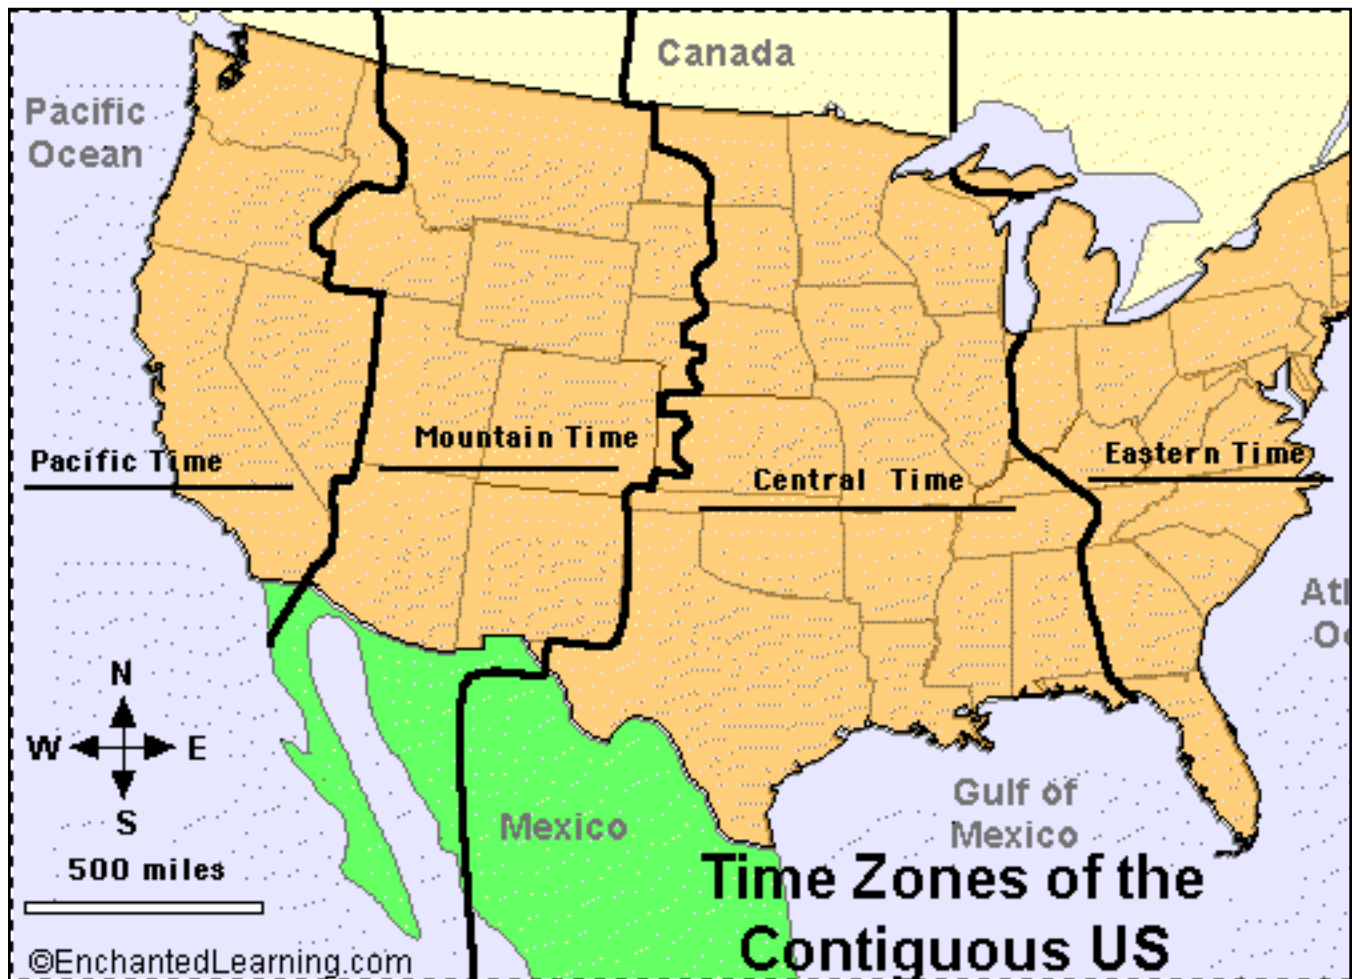 Canada
Pacific
Ocean
Mountain Time
Pacific Time
Eastern Time
Central Time
N
W E
S
500 miles
Mexico
Gulf of
Mexico
Time Zones of the
Contiguous US
©EnchantedLearning.com